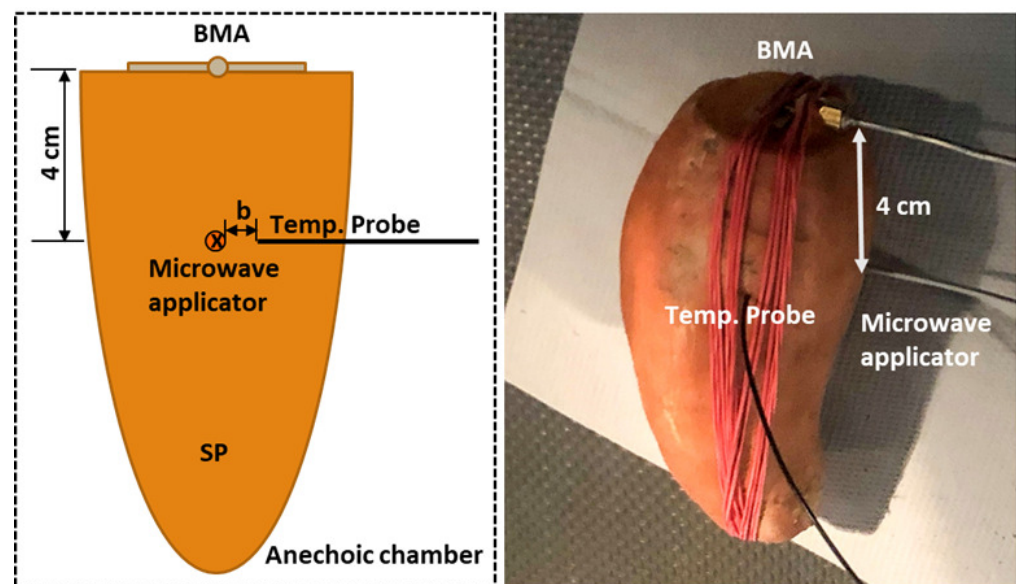 BMA
4 cm
b
Temp. Probe
X
Microwave
applicator
SP
Anechoic chamber
BMA
4 cm
Temp. Probe
Microwave
applicator